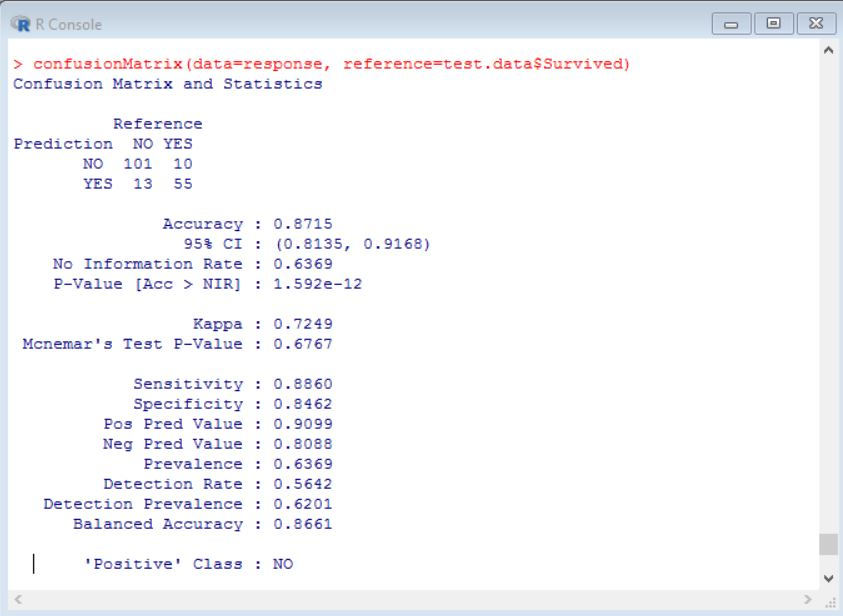 R Console
> confusionMatrix(data=response, reference=test.data$Survived)
Confusion Matrix and Statistics
Reference
Prediction NO YES
NO 101 10
YES 13 55
Accuracy : 0.8715
95% CI : (0.8135, 0.9168)
No Information Rate : 0.6369
P-Value [Acc > NIR] : 1.592e-12
Kappa : 0.7249
Mcnemar's Test P-Value : 0.6767
Sensitivity : 0.8860
Specificity : 0.8462
Pos Pred Value : 0.9099
Neg Pred Value : 0.8088
Prevalence : 0.6369
Detection Rate : 0.5642
Detection Prevalence : 0.6201
Balanced Accuracy : 0.8661
'Positive' Class : NO